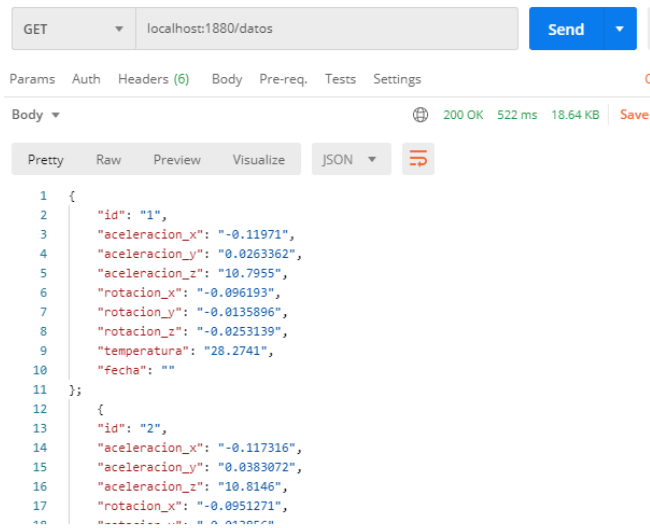 GET localhost:1880/datos Send
Params Auth Headers (6) Body Pre-req. Tests Settings
Body 200 OK 522 ms 18.64 KB Save
Pretty Raw Preview Visualize JSON
1 {
2 "id": "1",
3 "aceleracion_x": "-0.11971",
4 "aceleracion_y": "0.0263362",
5 "aceleracion_z": "10.7955",
6 "rotacion_x": "-0.096193",
7 "rotacion_y": "-0.0135896",
8 "rotacion_z": "-0.0253139",
9 "temperatura": "28.2741",
10 "fecha": ""
11 };
12 {
13 "id": "2",
14 "aceleracion_x": "-0.117316",
15 "aceleracion_y": "0.0383072",
16 "aceleracion_z": "10.8146",
17 "rotacion_x": "-0.0951271",